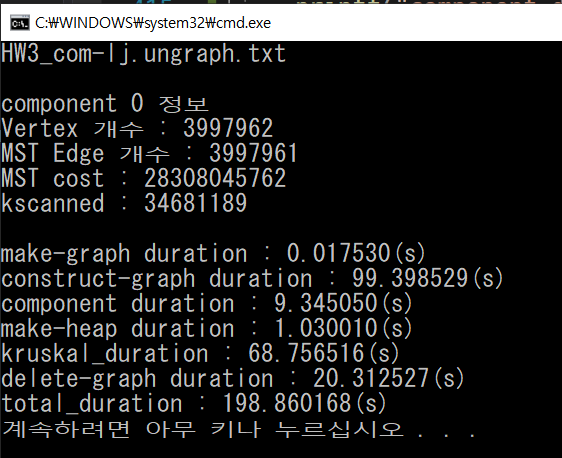 C:₩WINDOWS₩system32₩cmd.exe
HW3_com-lj.ungraph.txt
component 0 정보
Vertex 개수 : 3997962
MST Edge 개수 : 3997961
MST cost : 28308045762
kscanned : 34681189
make-graph duration : 0.017530(s)
construct-graph duration : 99.398529(s)
component duration : 9.345050(s)
make-heap duration : 1.030010(s)
kruskal_duration : 68.756516(s)
delete-graph duration : 20.312527(s)
total_duration : 198.860168(s)
계속하려면 아무 키나 누르십시오 . . .